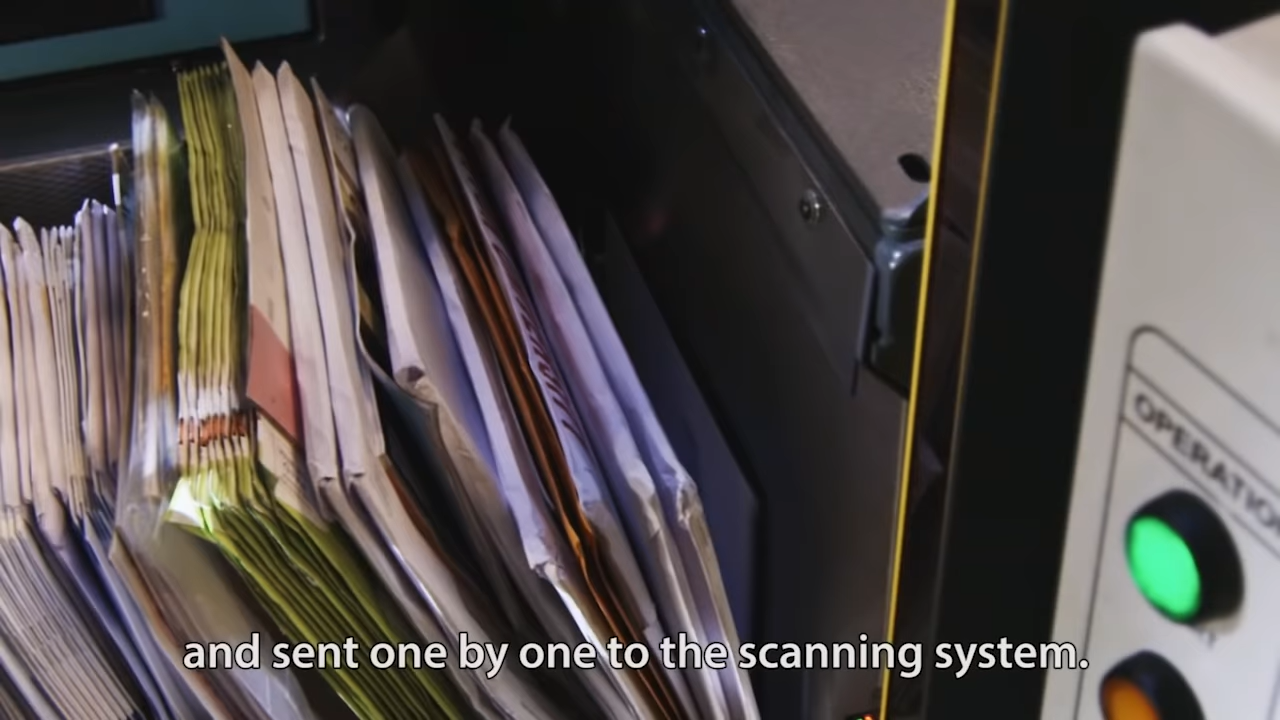 OPERATIO
and sent one by one to the scanning system.